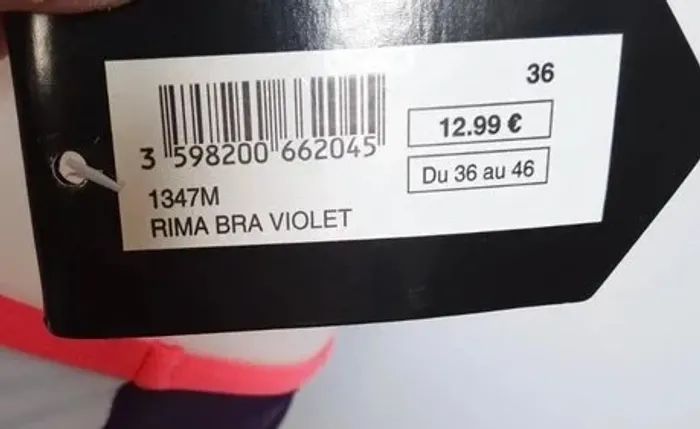 36
12.99 €
Du 36 au 46
3 598200 662045
1347M
RIMA BRA VIOLET